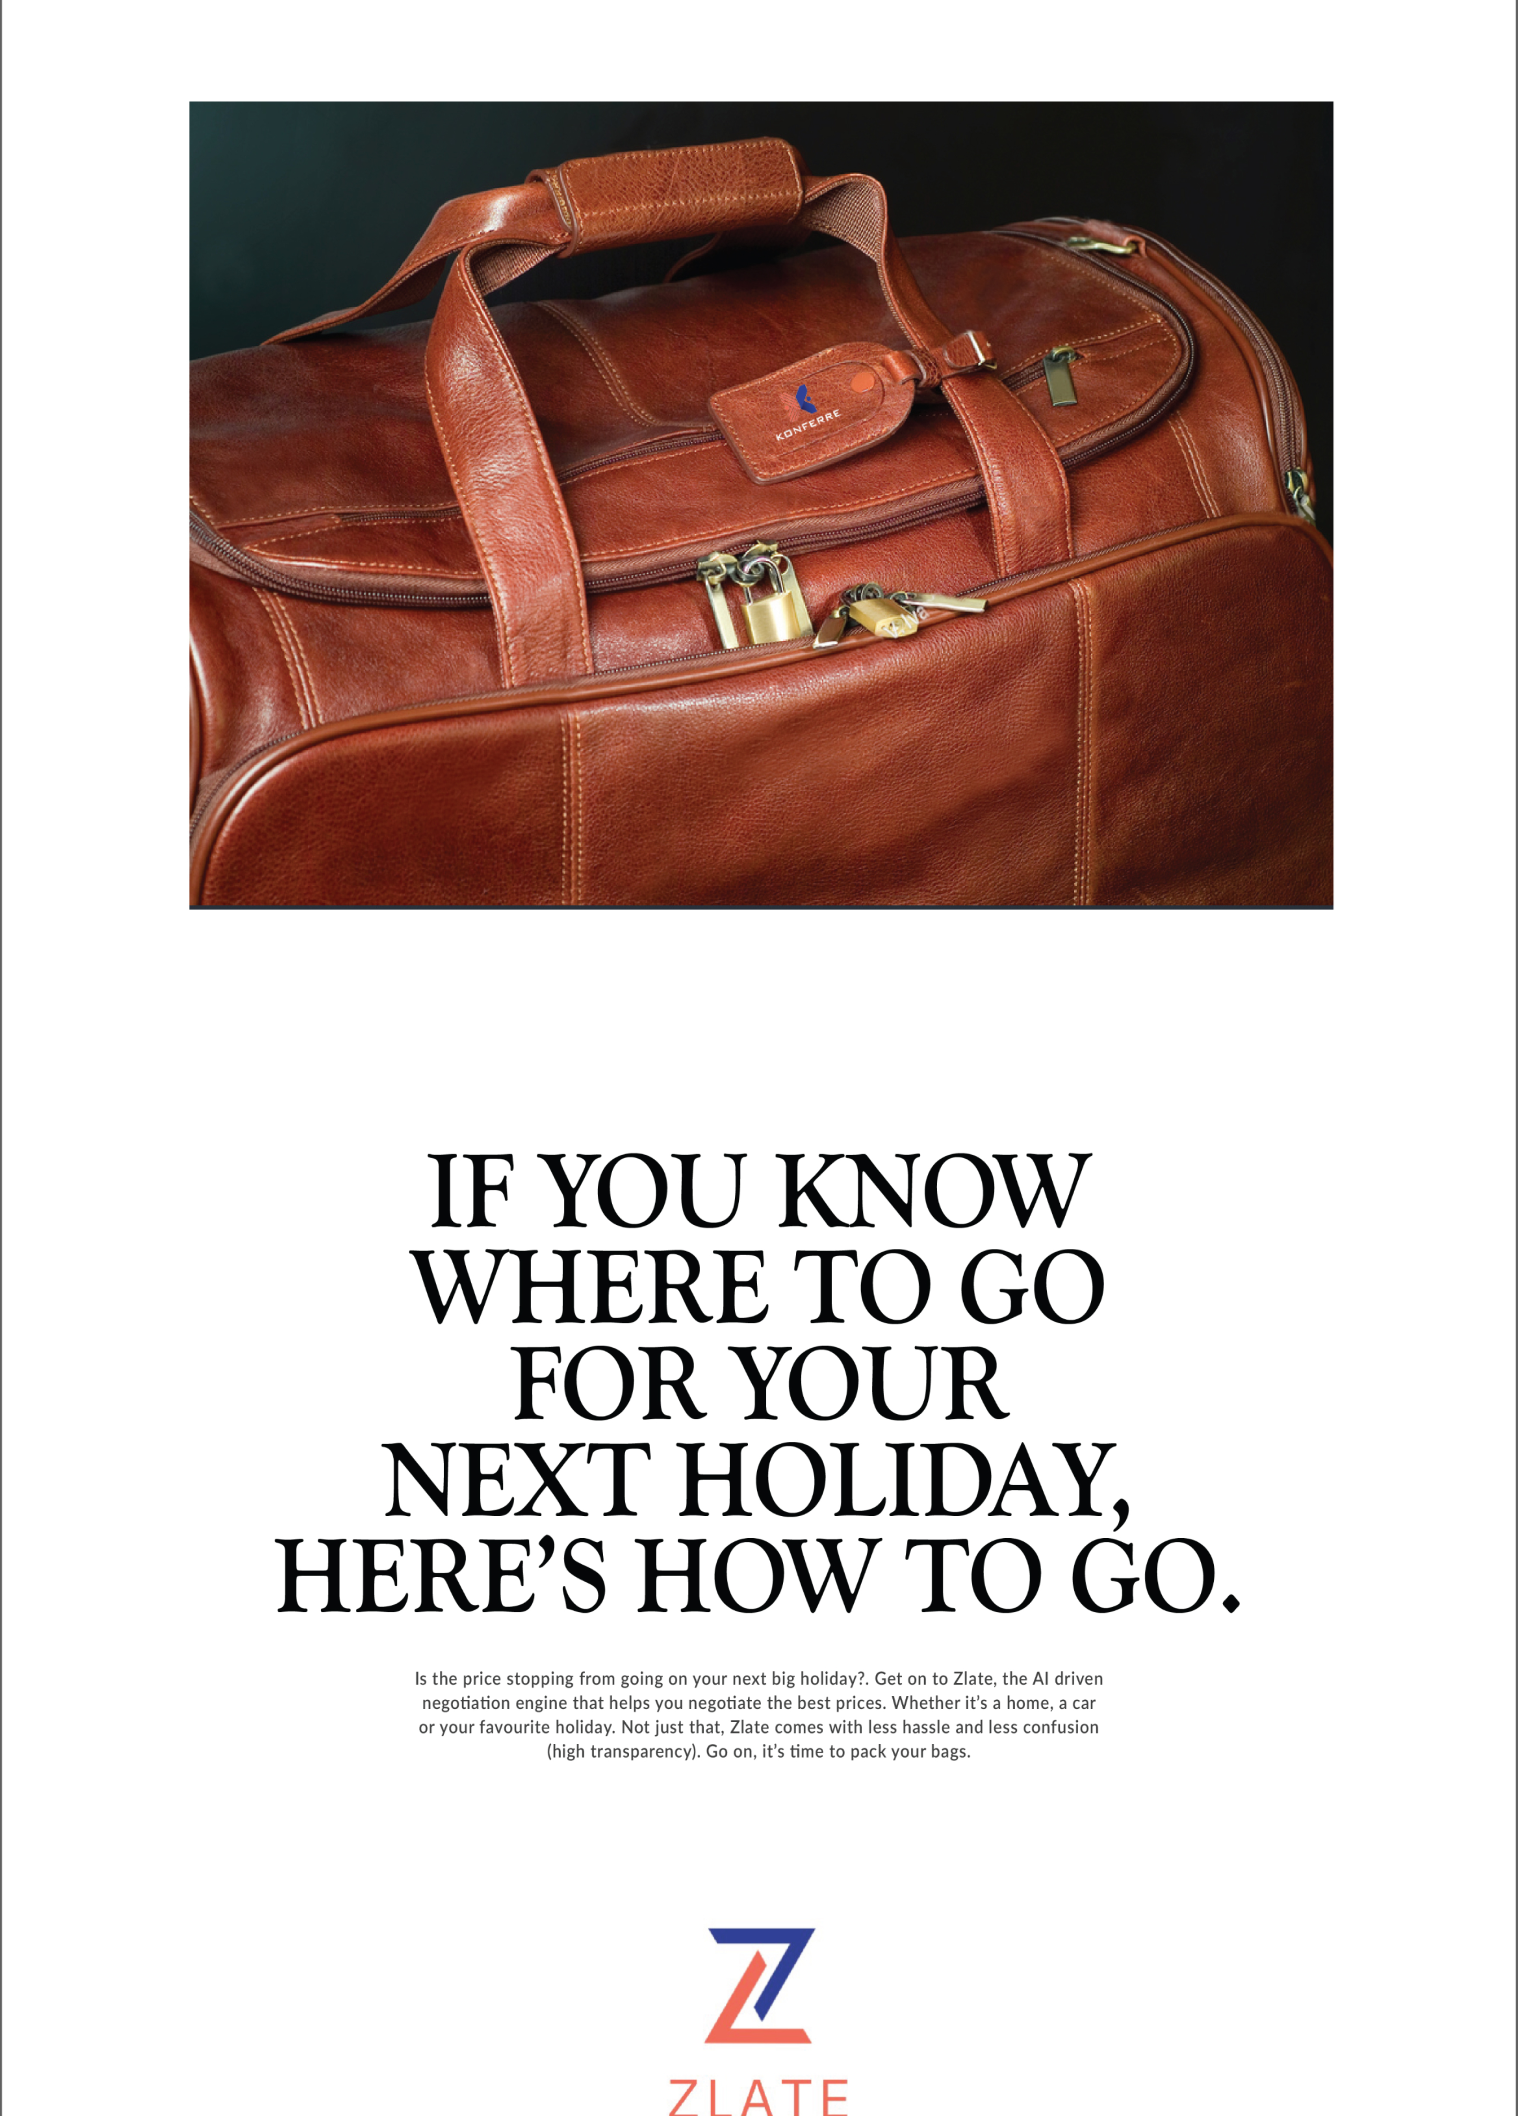 KONFERRE
IF YOU KNOW
WHERE TO GO
FOR YOUR
NEXT HOLIDAY,
HERE’S HOW TO GO.
Is the price stopping from going on your next big holiday?. Get on to Zlate, the AI driven
negotiation engine that helps you negotiate the best prices. Whether it’s a home, a car
or your favourite holiday. Not just that, Zlate comes with less hassle and less confusion
(high transparency). Go on, it’s time to pack your bags.
ZLATE